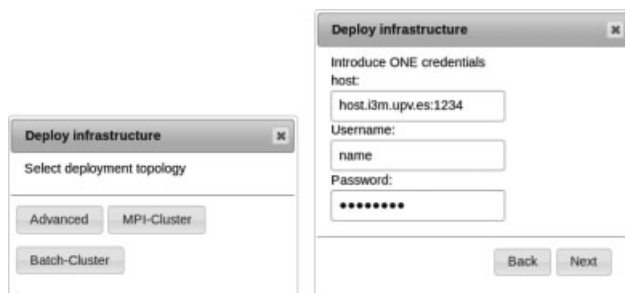 Deploy infrastructure
Select deployment topology
Advanced MPI-Cluster
Batch-Cluster
Deploy infrastructure
Introduce ONE credentials
host:
host.i3m.upv.es:1234
Username:
name
Password:
●●●●●●●●
Back Next